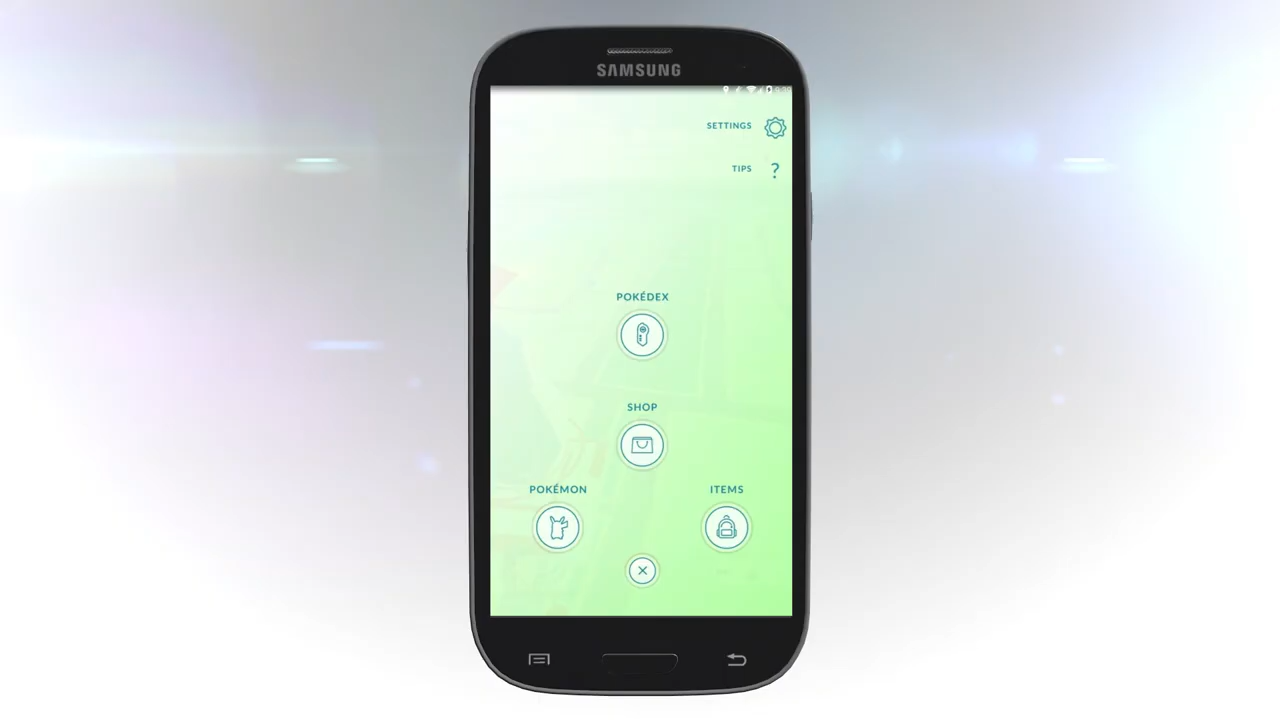 SAMSUNG
SETTINGS
TIPS
?
POKÉDEX
SHOP
POKÉMON
ITEMS